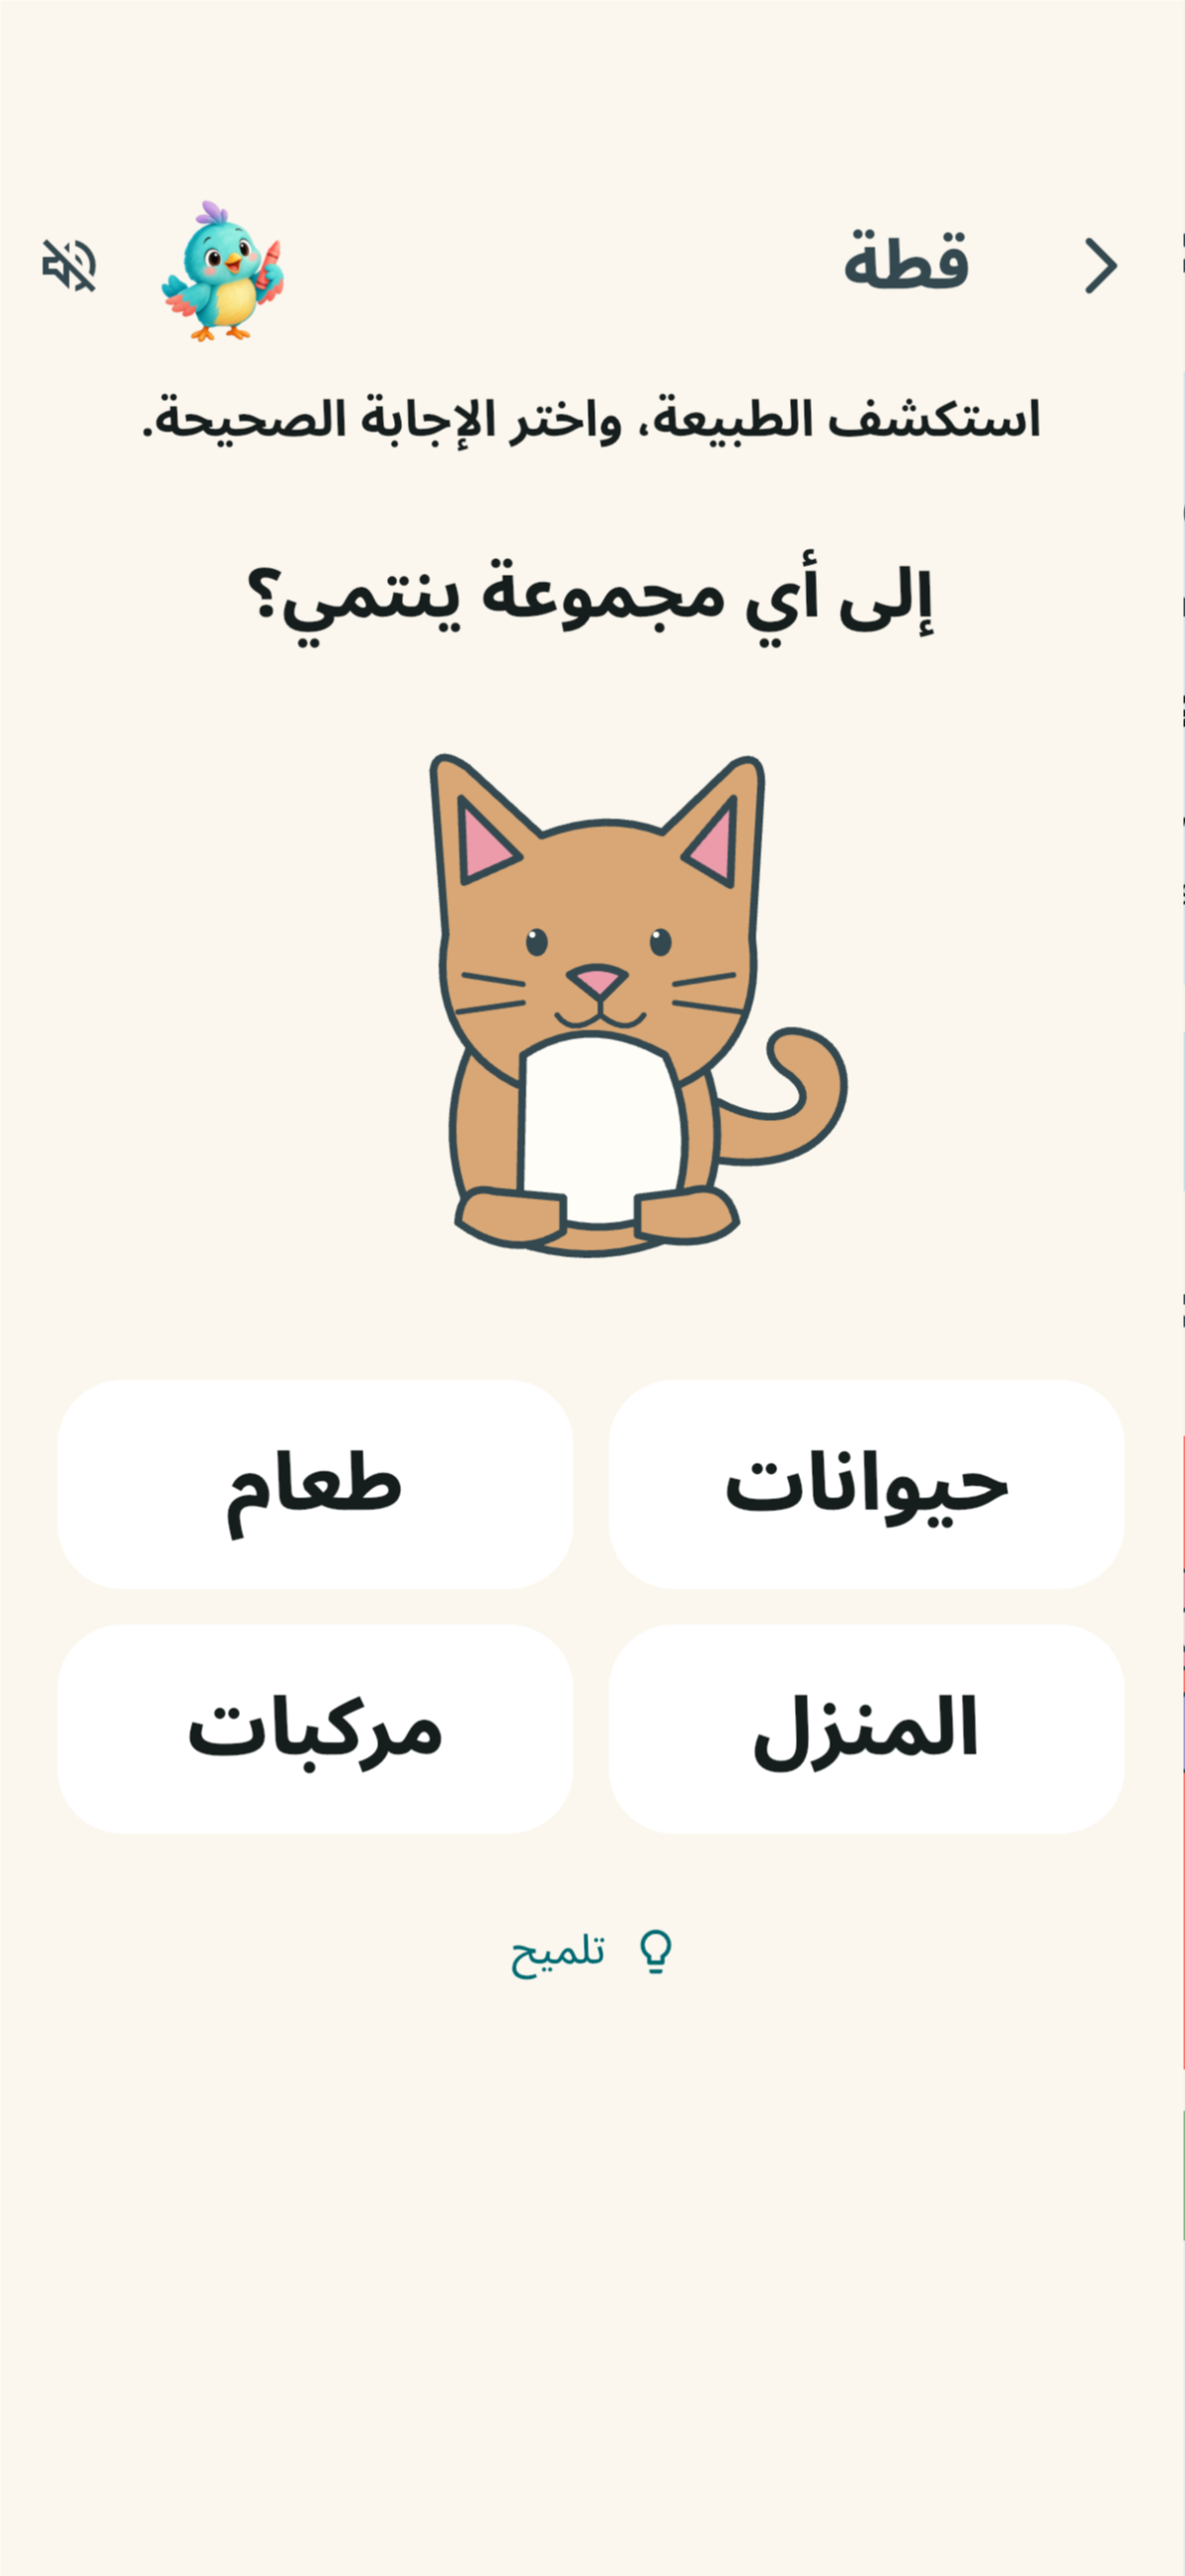 قطة
استكشف الطبيعة، واختر الإجابة الصحيحة.
إلى أي مجموعة ينتمي؟
حيوانات
طعام
المنزل
مركبات
تلميح